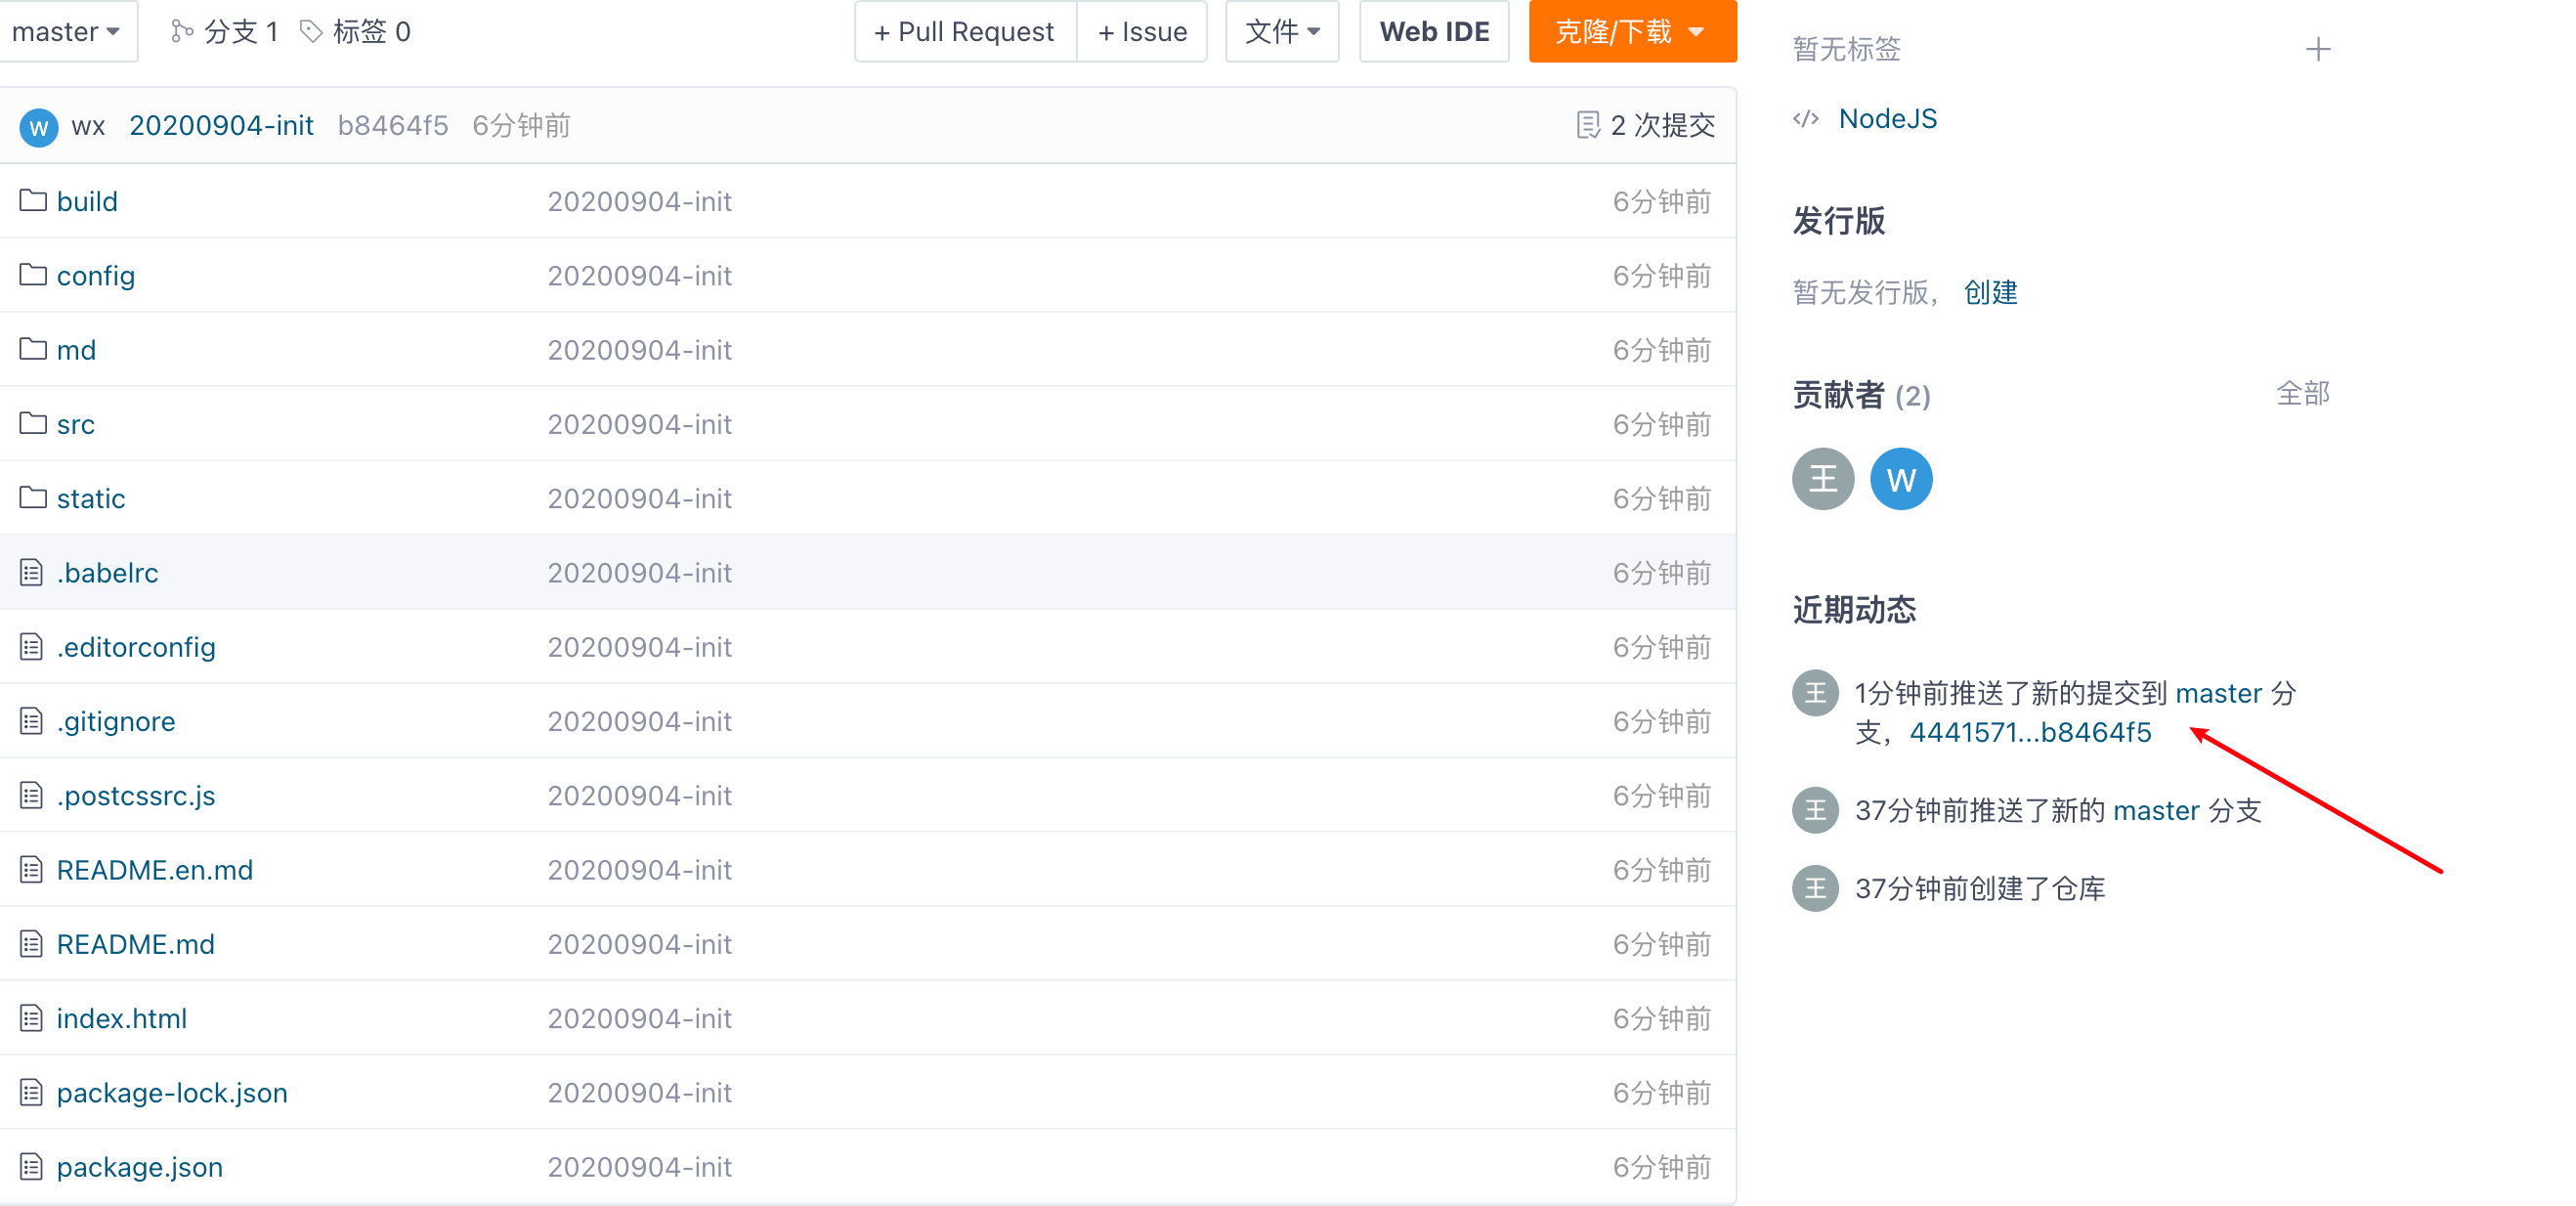 master 分支 1 标签 0 + Pull Request + Issue 文件 Web IDE 克隆/下载
W wx 20200904-init b8464f5 6分钟前 2 次提交
build 20200904-init 6分钟前
config 20200904-init 6分钟前
md 20200904-init 6分钟前
src 20200904-init 6分钟前
static 20200904-init 6分钟前
.babelrc 20200904-init 6分钟前
.editorconfig 20200904-init 6分钟前
.gitignore 20200904-init 6分钟前
.postcssrc.js 20200904-init 6分钟前
README.en.md 20200904-init 6分钟前
README.md 20200904-init 6分钟前
index.html 20200904-init 6分钟前
package-lock.json 20200904-init 6分钟前
package.json 20200904-init 6分钟前
暂无标签 +
</> NodeJS
发行版
暂无发行版， 创建
贡献者 (2) 全部
王 W
近期动态
王 1分钟前推送了新的提交到 master 分
支，4441571...b8464f5
王 37分钟前推送了新的 master 分支
王 37分钟前创建了仓库